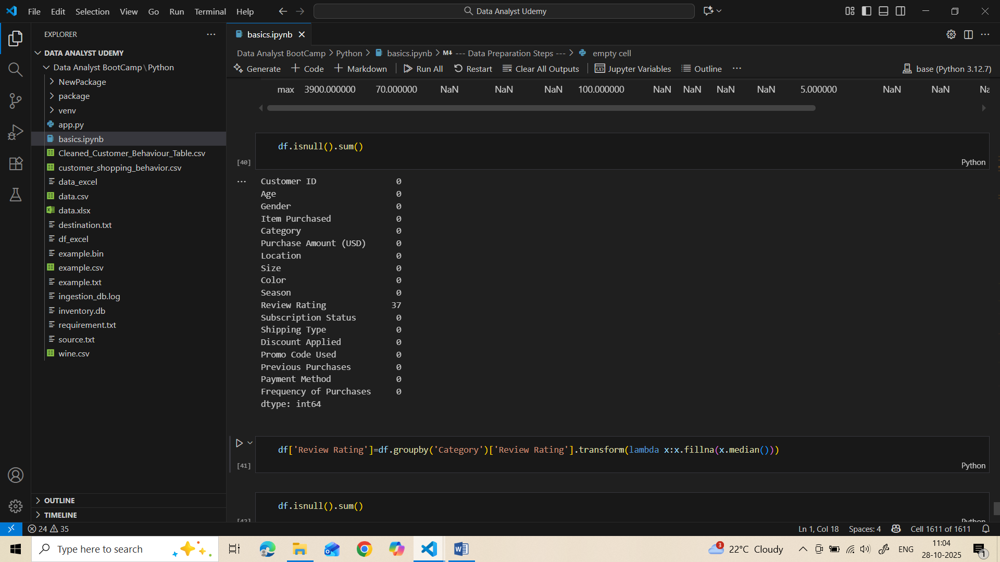 File Edit Selection View Go Run Terminal Help
Data Analyst Udemy
EXPLORER
DATA ANALYST UDEMY
Data Analyst BootCamp\Python
NewPackage
package
venv
app.py
basics.ipynb
Cleaned_Customer_Behaviour_Table.csv
customer_shopping_behavior.csv
data_excel
data.csv
data.xlsx
destination.txt
df_excel
example.bin
example.csv
example.txt
ingestion_db.log
inventory.db
requirement.txt
source.txt
wine.csv
OUTLINE
TIMELINE
basics.ipynb
Data Analyst BootCamp > Python > basics.ipynb > M↓ --- Data Preparation Steps --- > empty cell
Generate + Code + Markdown Run All Restart Clear All Outputs Jupyter Variables Outline ... base (Python 3.12.7)
max 3900.000000 70.000000 NaN NaN NaN 100.000000 NaN NaN NaN NaN 5.000000 NaN NaN Na
df.isnull().sum()
[40] Python
Customer ID 0
Age 0
Gender 0
Item Purchased 0
Category 0
Purchase Amount (USD) 0
Location 0
Size 0
Color 0
Season 0
Review Rating 37
Subscription Status 0
Shipping Type 0
Discount Applied 0
Promo Code Used 0
Previous Purchases 0
Payment Method 0
Frequency of Purchases 0
dtype: int64
df['Review Rating']=df.groupby('Category')['Review Rating'].transform(lambda x:x.fillna(x.median()))
[41] Python
df.isnull().sum()
[42] Python
24 35 Ln 1, Col 18 Spaces: 4 Cell 1611 of 1611
Type here to search
3 22°C Cloudy ENG 11:04
28-10-2025 1